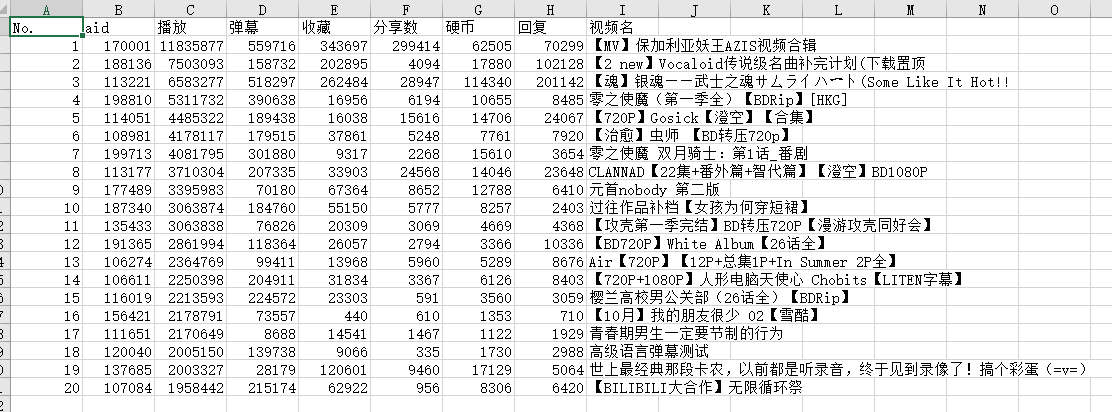 A B C D E F G H I J K L M N O
No. aid 播放 弹幕 收藏 分享数 硬币 回复 视频名
1 170001 11835877 559716 343697 299414 62505 70299 【MV】保加利亚妖王AZIS视频合辑
2 188136 7503093 158732 202895 4094 17880 102128 【2 new】Vocaloid传说级名曲补完计划(下载置顶
3 113221 6583277 518297 262484 28947 114340 201142 【魂】银魂——武士之魂サムライハート(Some Like It Hot!!
4 198810 5311732 390638 16956 6194 10655 8485 零之使魔（第一季全）【BDRip】[HKG]
5 114051 4485322 189438 16038 15616 14706 24067 【720P】Gosick【澄空】【合集】
6 108981 4178117 179515 37861 5248 7761 7920 【治愈】虫师 【BD转压720p】
7 199713 4081795 301880 9317 2268 15610 3654 零之使魔 双月骑士：第1话_番剧
8 113177 3710304 207335 33903 24568 14046 23648 CLANNAD【22集+番外篇+智代篇】【澄空】BD1080P
9 177489 3395983 70180 67364 8652 12788 6410 元首nobody 第二版
10 187340 3063874 184760 55150 5777 8257 2403 过往作品补档【女孩为何穿短裙】
11 135433 3063838 76826 20309 3069 4669 4368 【攻壳第一季完结】BD转压720P【漫游攻壳同好会】
12 191365 2861994 118364 26057 2794 3366 10336 【BD720P】White Album【26话全】
13 106274 2364769 99411 13968 5960 5289 8676 Air【720P】【12P+总集1P+In Summer 2P全】
14 106611 2250398 204911 31834 3367 6126 8403 【720P+1080P】人形电脑天使心 Chobits【LITEN字幕】
15 116019 2213593 224572 23303 591 3560 3059 樱兰高校男公关部（26话全）【BDRip】
16 156421 2178791 73557 440 610 1353 710 【10月】我的朋友很少 02【雪酷】
17 111651 2170649 8688 14541 1467 1122 1929 青春期男生一定要节制的行为
18 120040 2005150 139738 9066 335 1730 2988 高级语言弹幕测试
19 137685 2003327 28179 120601 9460 17129 5064 世上最经典那段卡农，以前都是听录音，终于见到录像了！搞个彩蛋（=v=）
20 107084 1958442 215174 62922 956 8306 6420 【BILIBILI大合作】无限循环祭